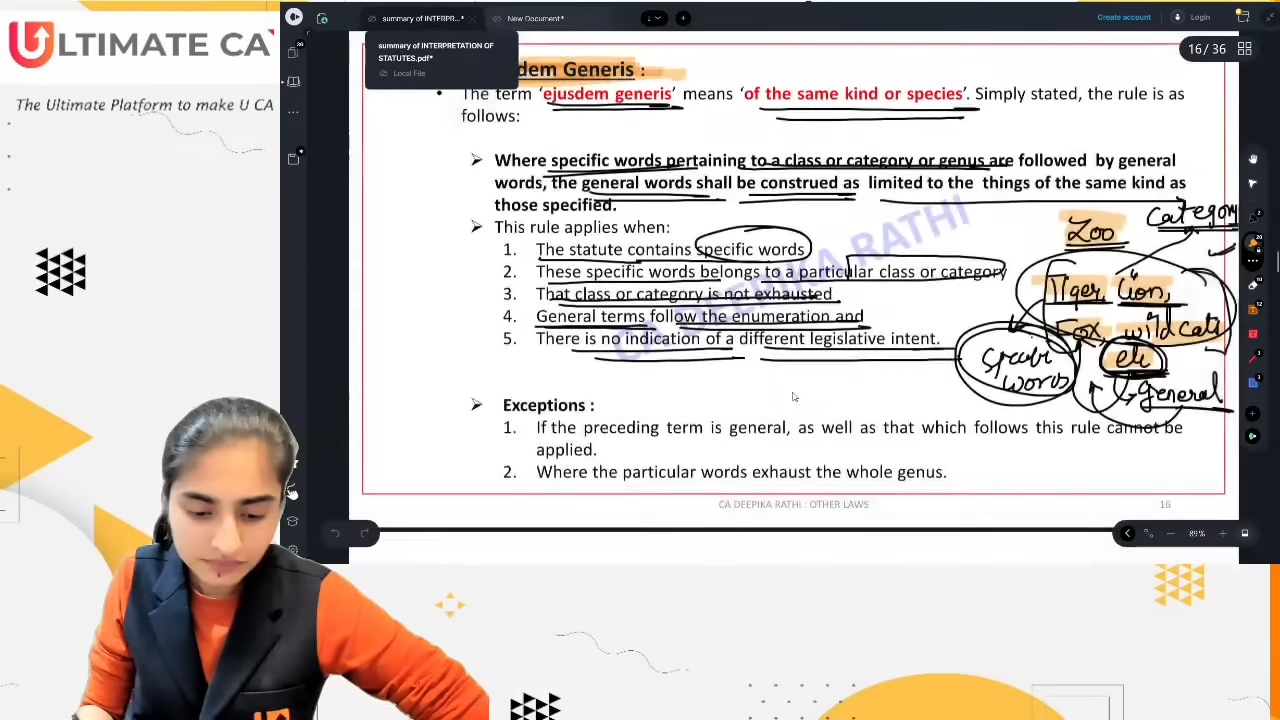 ULTIMATE CA
The Ultimate Platform to make U CA
summary of INTERPR...*
New Document*
Create account
Login
summary of INTERPRETATION OF
STATUTES.pdf*
Local File
16/36
dem Generis :
• The term ‘ejusdem generis’ means ‘of the same kind or species’. Simply stated, the rule is as
follows:
➢ Where specific words pertaining to a class or category or genus are followed by general
words, the general words shall be construed as limited to the things of the same kind as
those specified.
➢ This rule applies when:
1. The statute contains specific words
2. These specific words belongs to a particular class or category
3. That class or category is not exhausted
4. General terms follow the enumeration and
5. There is no indication of a different legislative intent.
Category
Zoo
Tiger, Lion,
Fox, wild cats
etc
Specific
words
General
CA DEEPIKA RATHI
➢ Exceptions :
1. If the preceding term is general, as well as that which follows this rule cannot be
applied.
2. Where the particular words exhaust the whole genus.
CA DEEPIKA RATHI : OTHER LAWS
16
89%